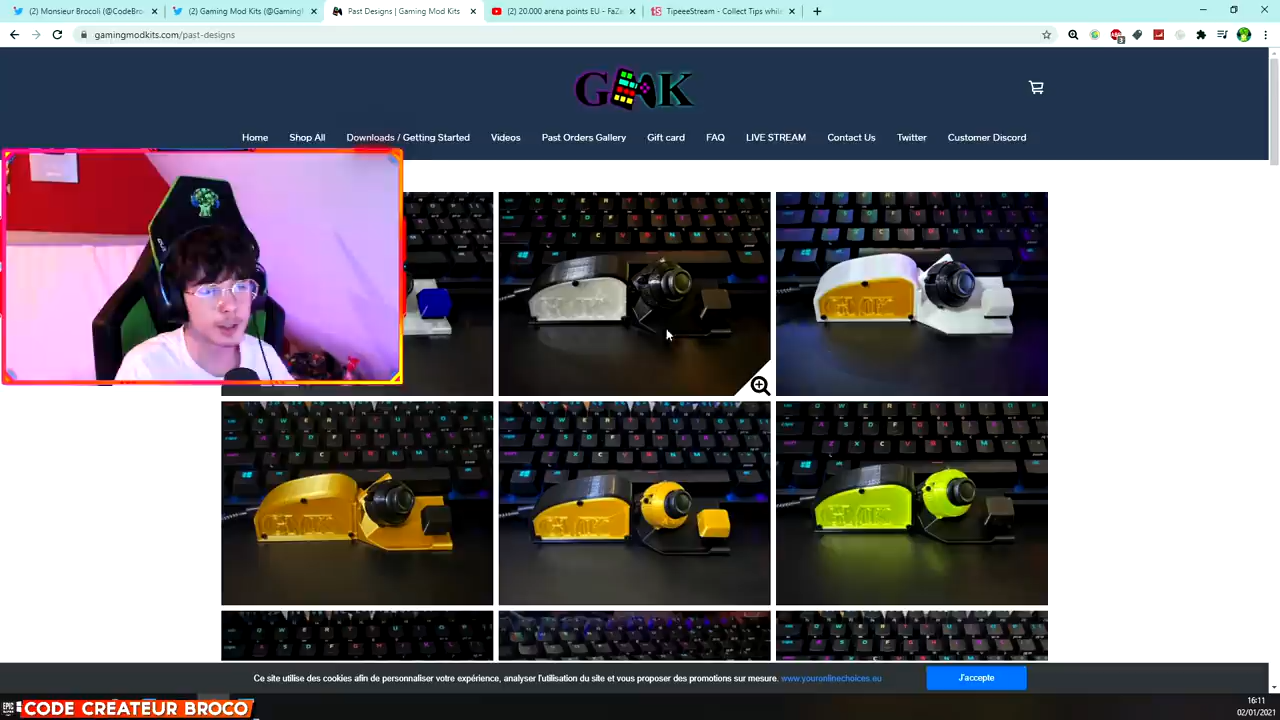 (2) Monsieur Brocoli (@CodeBro
(2) Gaming Mod Kits (@Gaming
Past Designs | Gaming Mod Kits
(2) 20.000 arena points EU - FaZe
TipeeeStream - Collect Tips while
gamingmodkits.com/past-designs
3
GMK
Home
Shop All
Downloads / Getting Started
Videos
Past Orders Gallery
Gift card
FAQ
LIVE STREAM
Contact Us
Twitter
Customer Discord
Ce site utilise des cookies afin de personnaliser votre expérience, analyser l'utilisation du site et vous proposer des promotions sur mesure. www.youronlinechoices.eu
J'accepte
CODE CRÉATEUR BROCO
16:11
02/01/2021